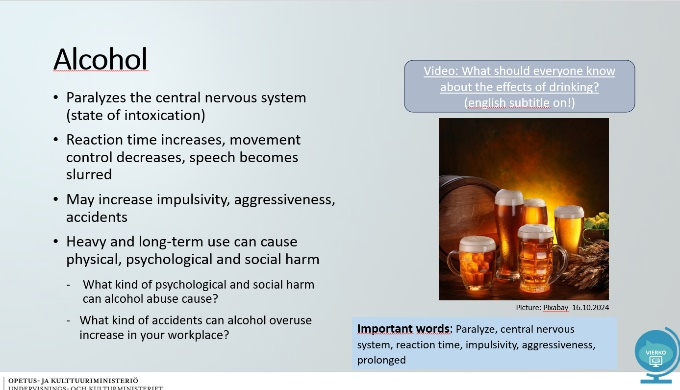 Alcohol
• Paralyzes the central nervous system
(state of intoxication)
• Reaction time increases, movement
control decreases, speech becomes
slurred
• May increase impulsivity, aggressiveness,
accidents
• Heavy and long-term use can cause
physical, psychological and social harm
- What kind of psychological and social harm
can alcohol abuse cause?
- What kind of accidents can alcohol overuse
increase in your workplace?
Video: What should everyone know
about the effects of drinking?
(english subtitle on!)
Picture: Pixabay 16.10.2024
Important words: Paralyze, central nervous
system, reaction time, impulsivity, aggressiveness,
prolonged
VIERKO
OPETUS- JA KULTTUURIMINISTERIÖ
UNDERVISNINGS- OCH KULTURMINISTERIET